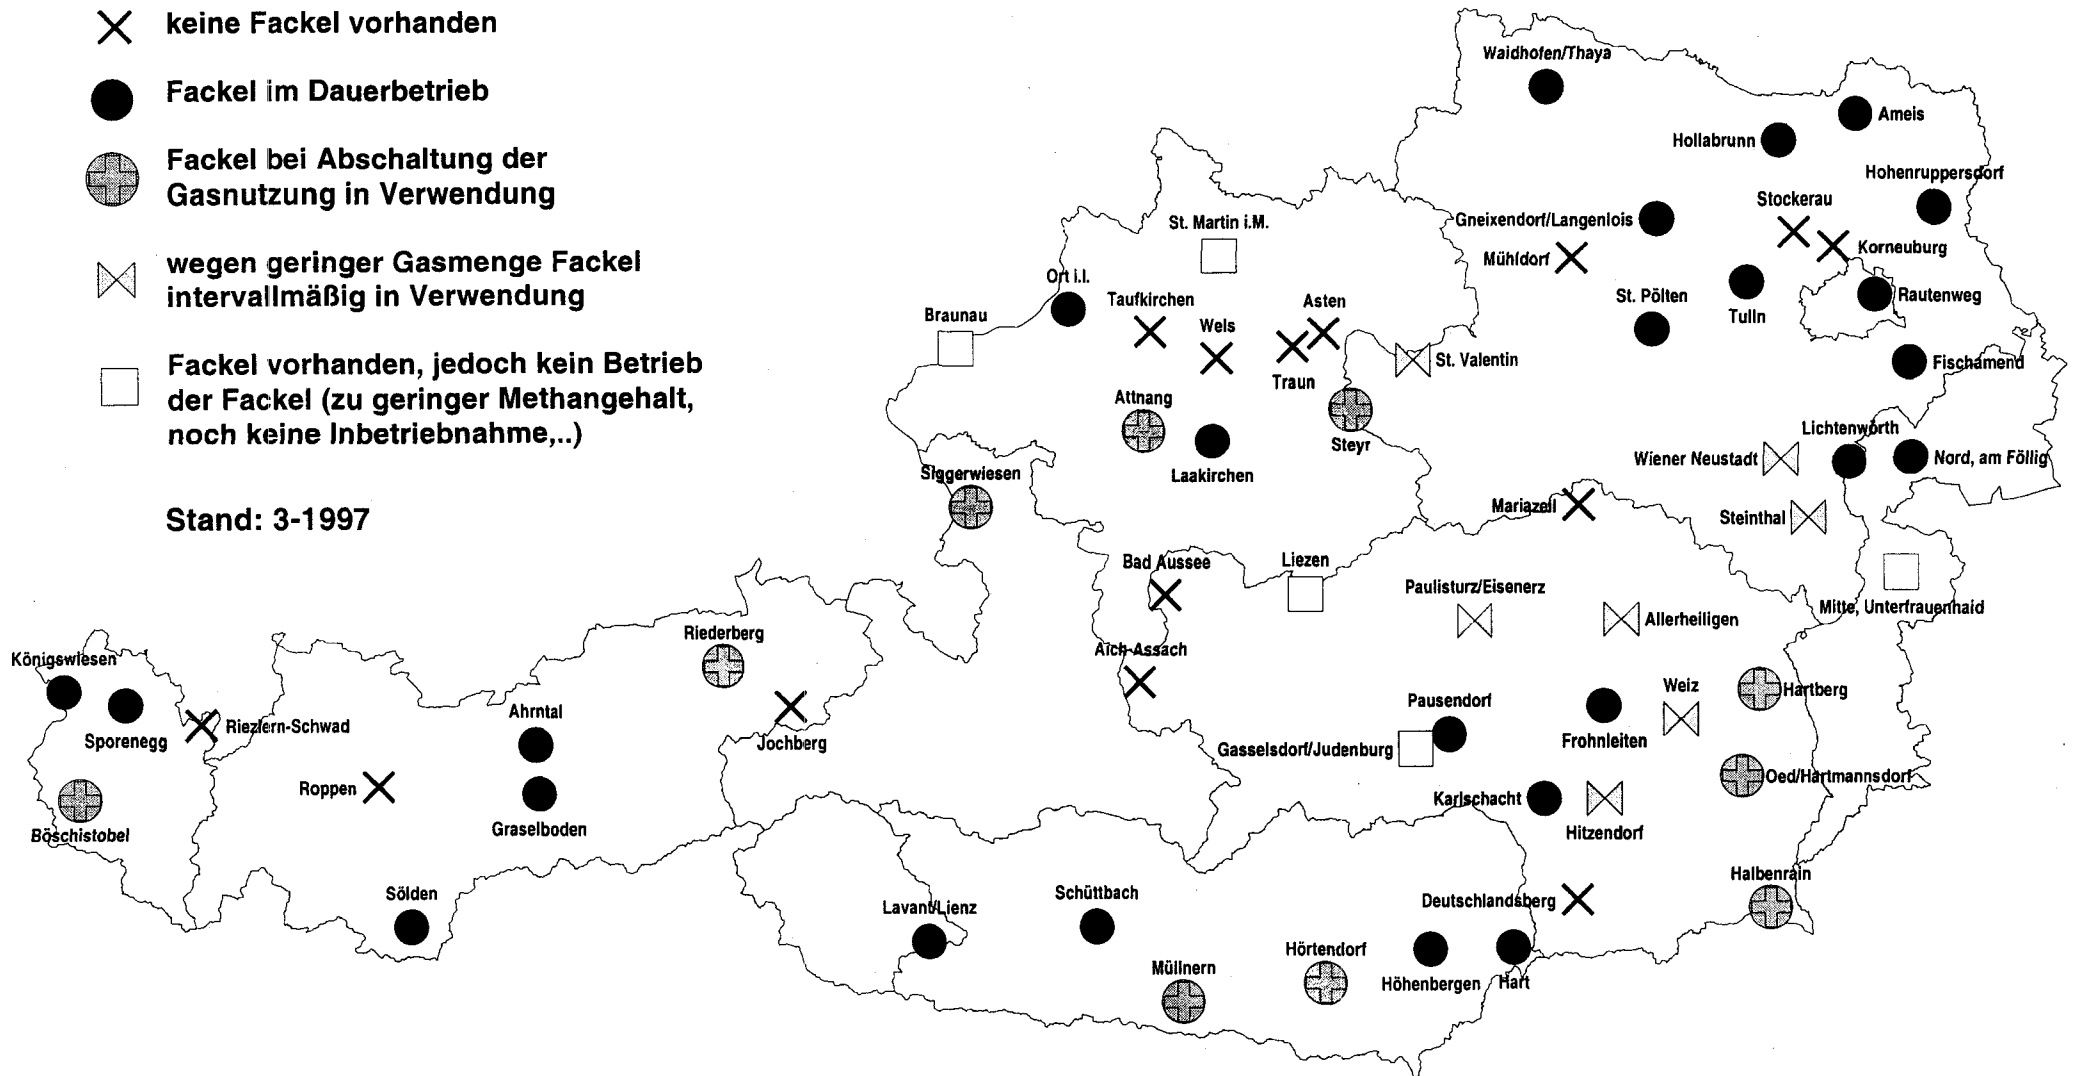 keine Fackel vorhanden
Fackel im Dauerbetrieb
Fackel bei Abschaltung der
Gasnutzung in Verwendung
wegen geringer Gasmenge Fackel
intervallmäßig in Verwendung
Fackel vorhanden, jedoch kein Betrieb
der Fackel (zu geringer Methangehalt,
noch keine Inbetriebnahme,..)
Stand: 3-1997
Waidhofen/Thaya
Ameis
Hollabrunn
Hohenruppersdorf
Stockerau
Gneixendorf/Langenlois
St. Martin i.M.
Korneuburg
Mühldorf
Ort i.I.
Taufkirchen
Asten
St. Pölten
Rautenweg
Tulln
Braunau
Wels
St. Valentin
Fischamend
Traun
Attnang
Lichtenwörth
Steyr
Wiener Neustadt
Nord, am Föllig
Siggerwiesen
Laakirchen
Mariazell
Steinthal
Bad Aussee
Liezen
Paulisturz/Eisenerz
Mitte, Unterfrauenhaid
Allerheiligen
Riederberg
Königswiesen
Aich-Assach
Weiz
Hartberg
Pausendorf
Ahrntal
Riezlern-Schwad
Sporenegg
Jochberg
Frohnleiten
Gasselsdorf/Judenburg
Oed/Hartmannsdorf
Roppen
Karlschacht
Graselboden
Böschistobel
Hitzendorf
Halbenrain
Sölden
Schüttbach
Lavant/Lienz
Deutschlandsberg
Hörtendorf
Müllnern
Höhenbergen
Hart